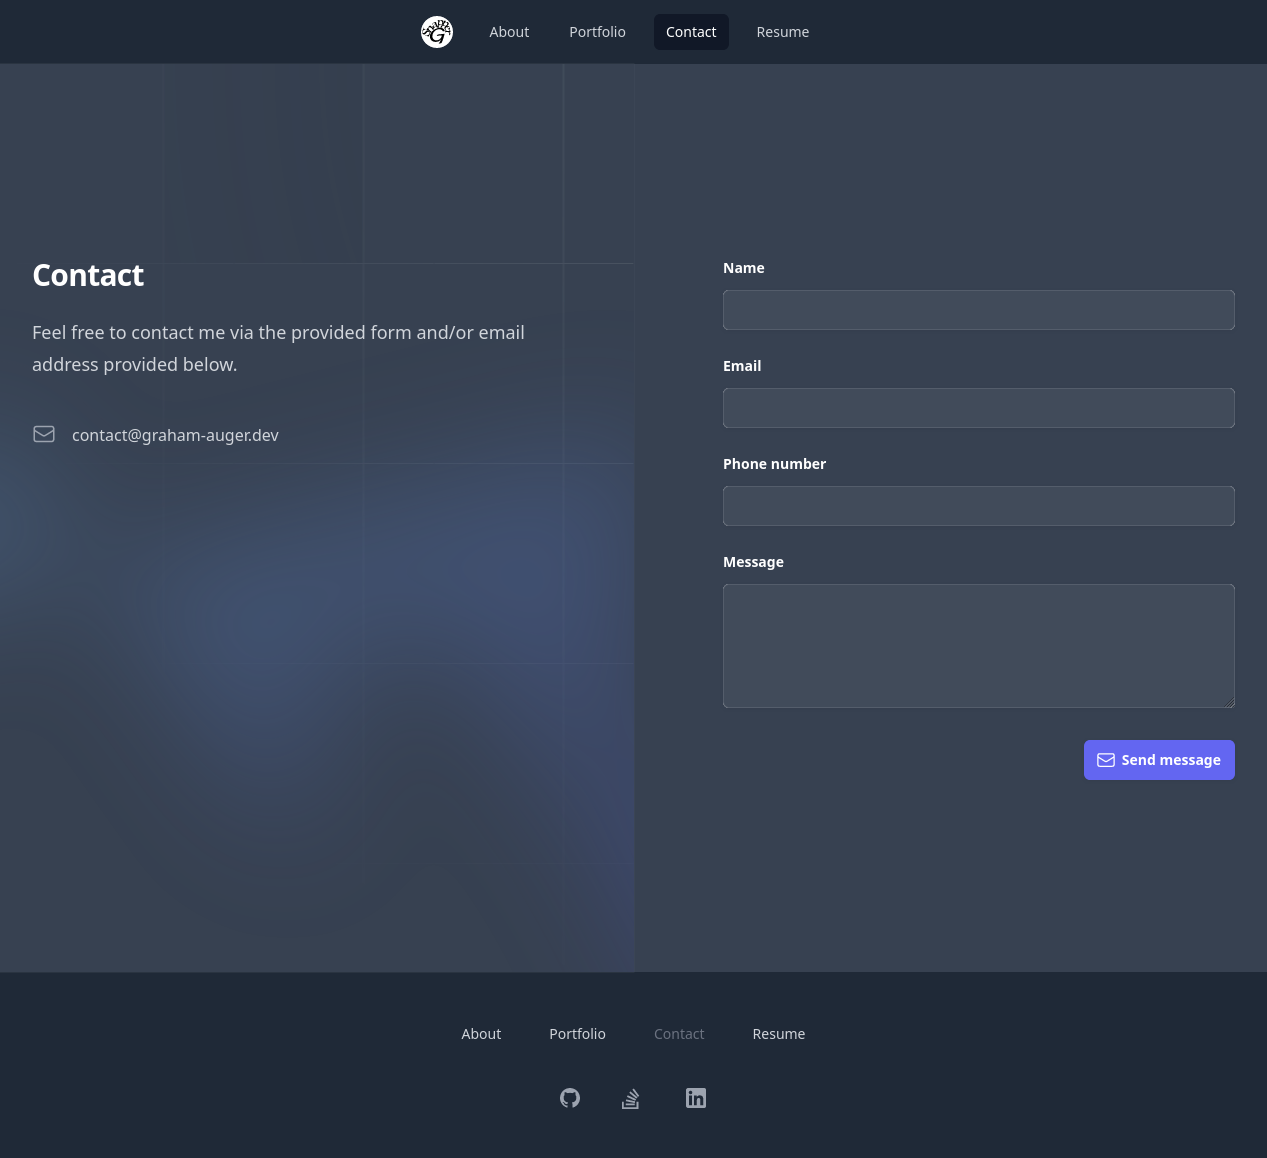 About
Portfolio
Contact
Resume
Contact
Feel free to contact me via the provided form and/or email
address provided below.
contact@graham-auger.dev
Name
Email
Phone number
Message
Send message
About
Portfolio
Contact
Resume